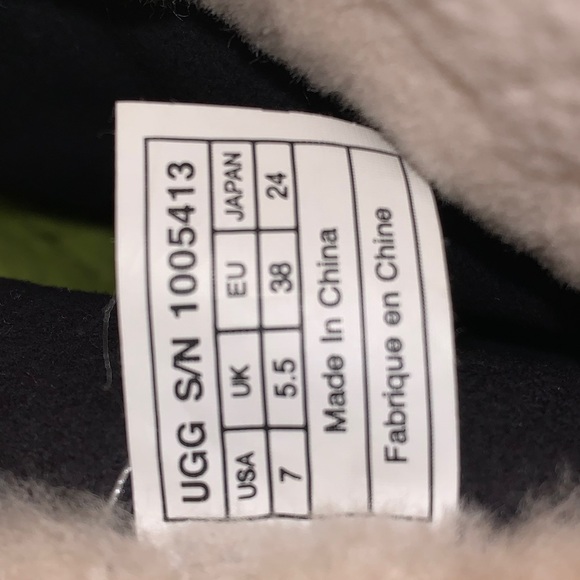 UGG S/N 1005413
USA UK EU JAPAN
7 5.5 38 24
Made In China
Fabrique en Chine